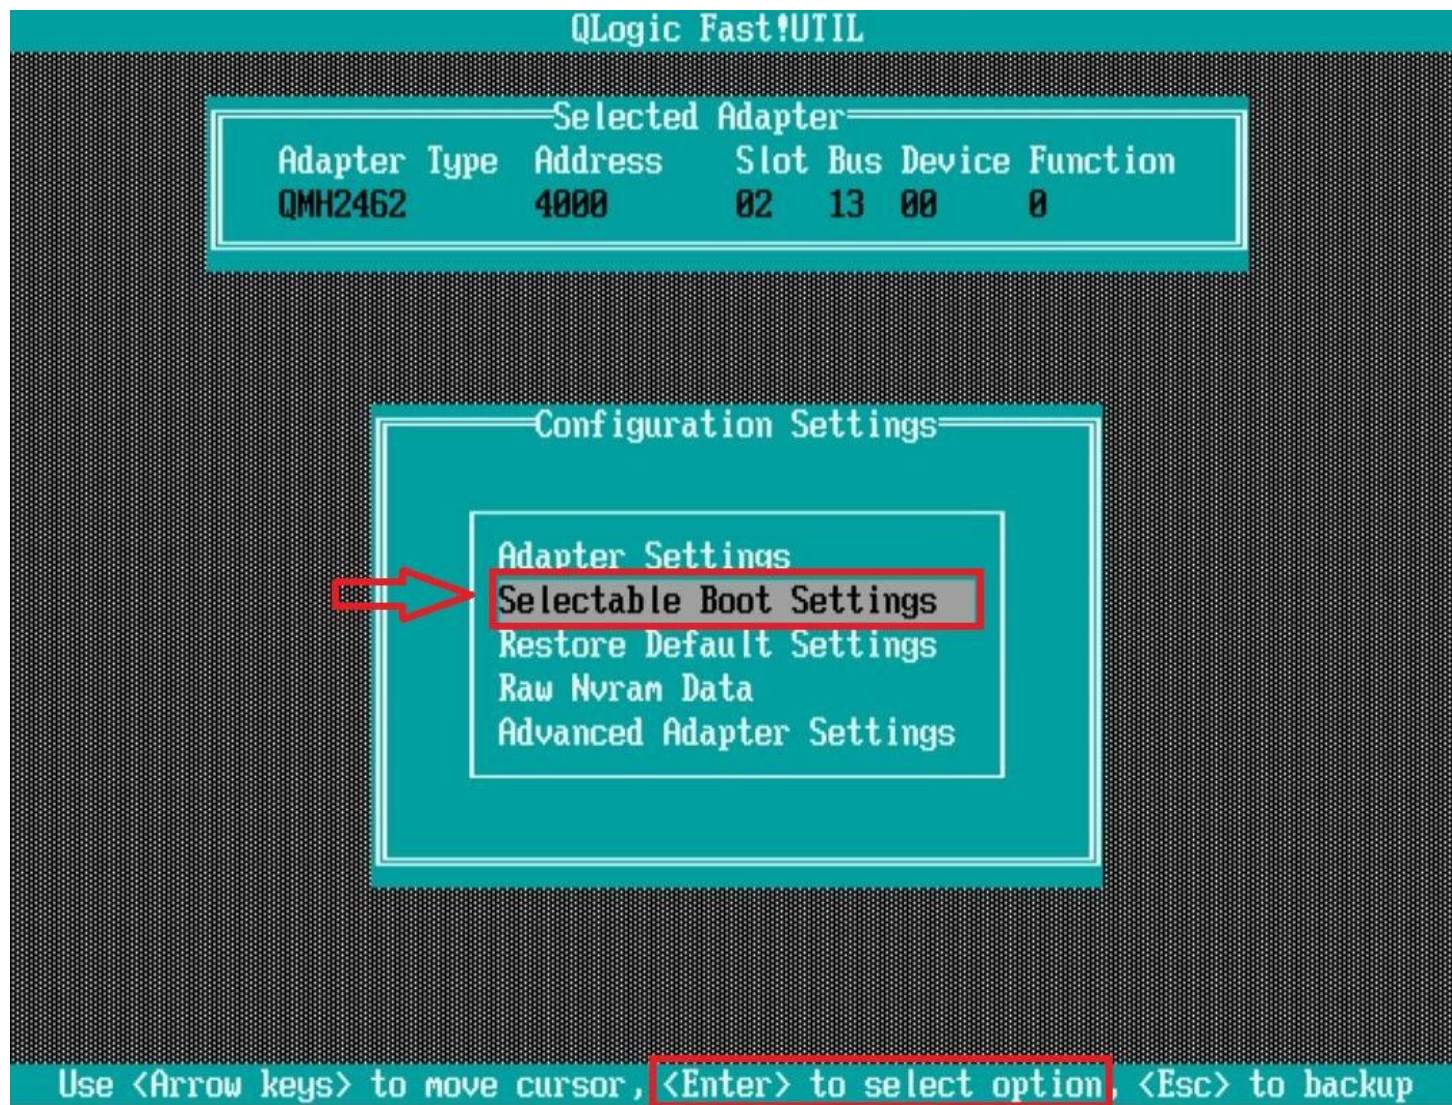 QLogic Fast!UTIL
Selected Adapter
Adapter Type Address Slot Bus Device Function
QMH2462 4000 02 13 00 0
Configuration Settings
Adapter Settings
Selectable Boot Settings
Restore Default Settings
Raw Nvram Data
Advanced Adapter Settings
Use <Arrow keys> to move cursor, <Enter> to select option, <Esc> to backup